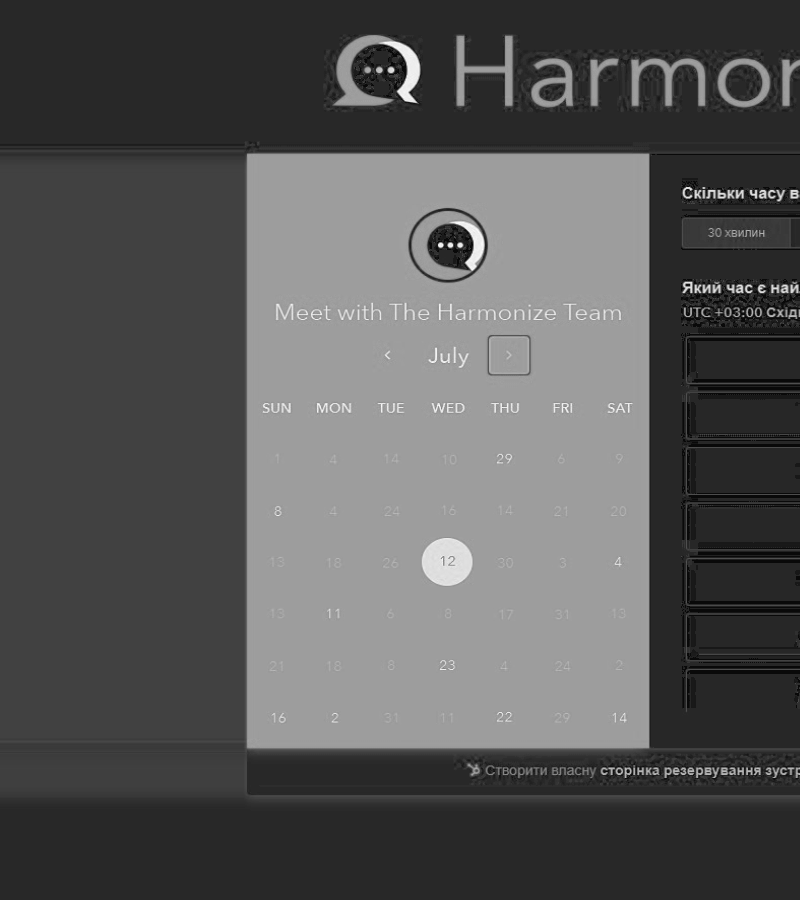 Harmon
Meet with The Harmonize Team
July
SUN MON TUE WED THU FRI SAT
1 4 14 10 29 6 9
8 4 24 16 14 21 20
13 18 26 12 30 3 4
13 11 6 8 17 31 13
21 18 8 23 4 24 2
16 2 31 11 22 29 14
Скільки часу в
30 хвилин
Який час є най
UTC +03:00 Східн
Створити власну сторінка резервування зустр